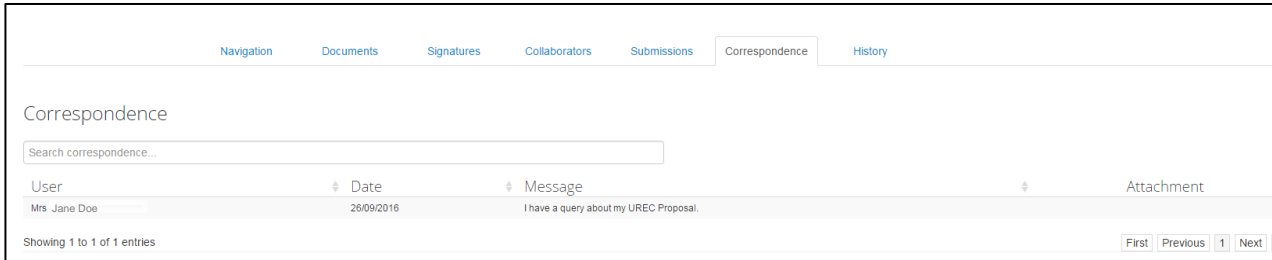 Navigation Documents Signatures Collaborators Submissions Correspondence History
Correspondence
Search correspondence...
User Date Message Attachment
Mrs Jane Doe 26/09/2016 I have a query about my UREC Proposal.
Showing 1 to 1 of 1 entries First Previous 1 Next